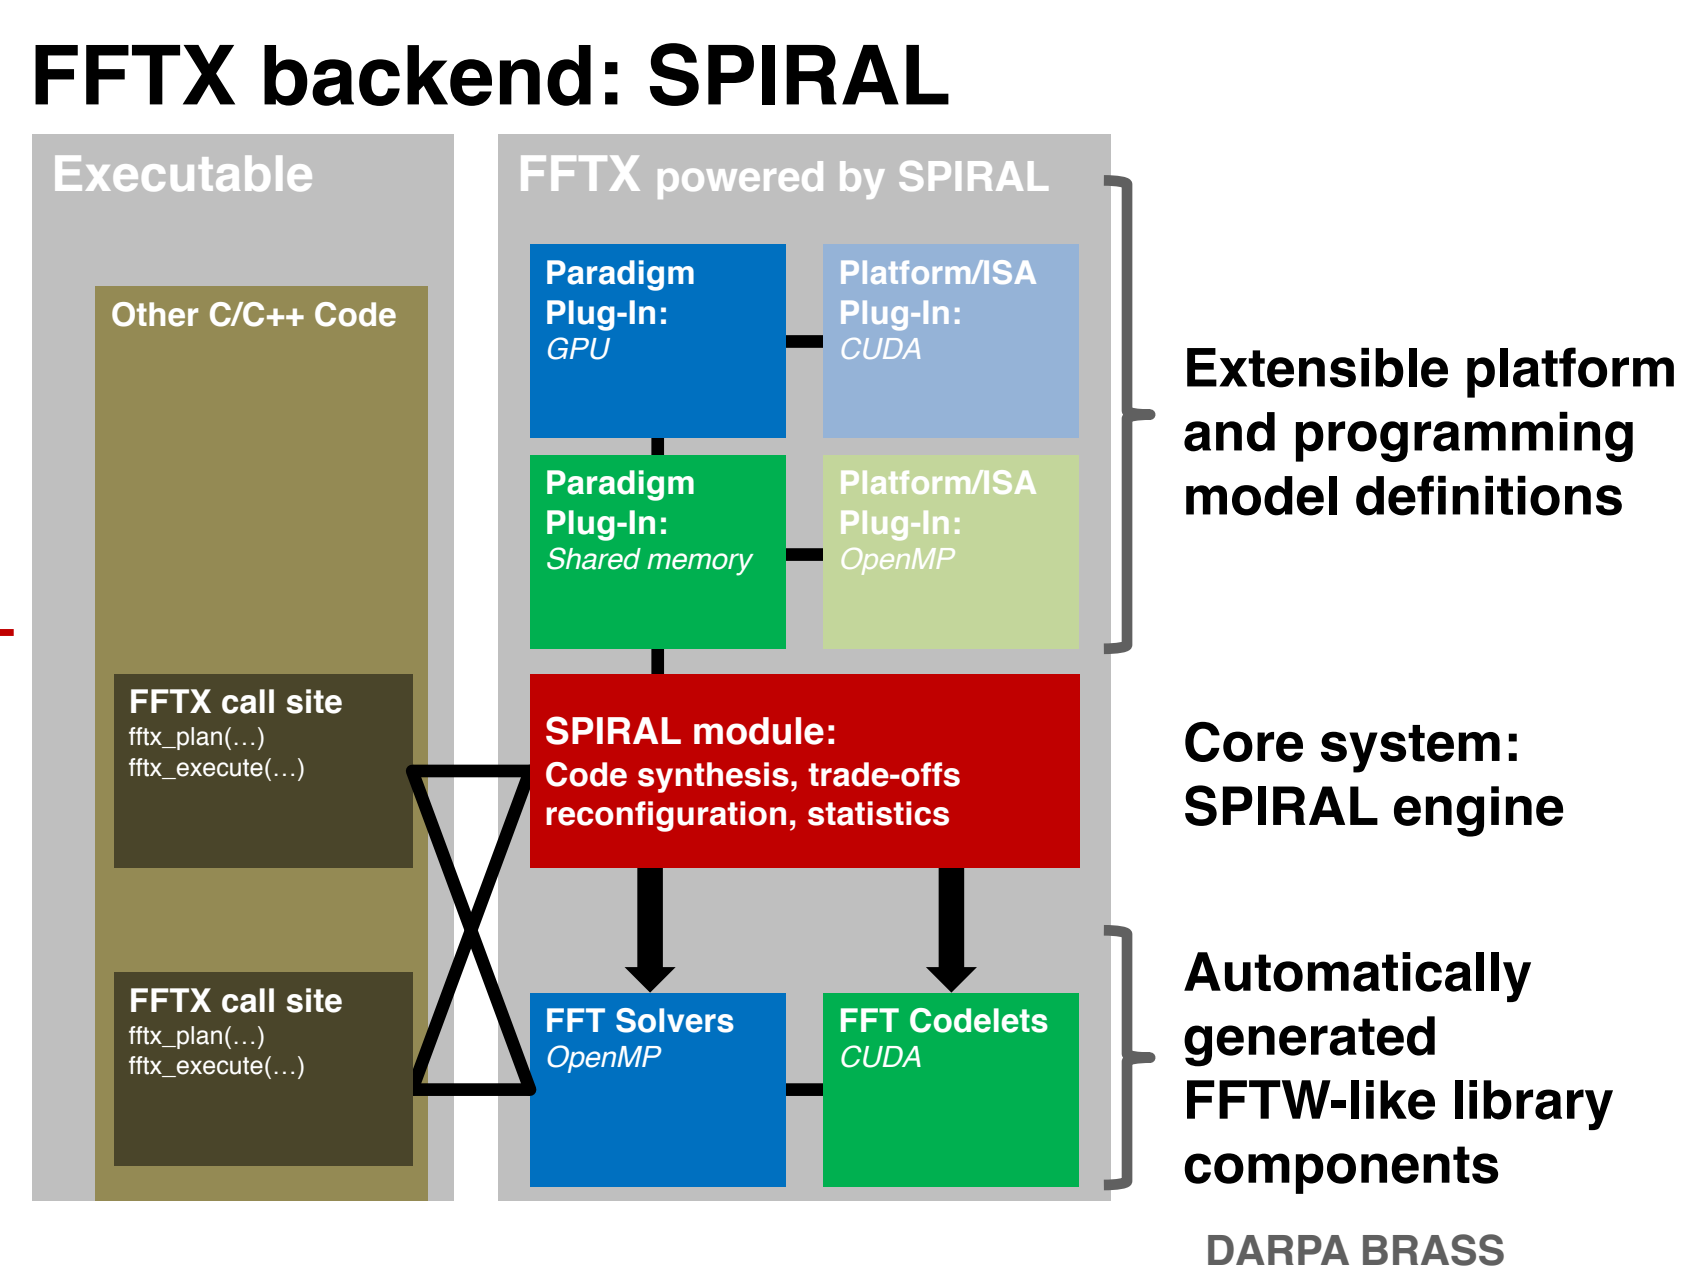 FFTX backend: SPIRAL
Executable
Other C/C++ Code
FFTX call site
fftx_plan(…)
fftx_execute(…)
FFTX call site
fftx_plan(…)
fftx_execute(…)
FFTX powered by SPIRAL
Paradigm
Plug-In:
GPU
Platform/ISA
Plug-In:
CUDA
Paradigm
Plug-In:
Shared memory
Platform/ISA
Plug-In:
OpenMP
SPIRAL module:
Code synthesis, trade-offs
reconfiguration, statistics
FFT Solvers
OpenMP
FFT Codelets
CUDA
Extensible platform
and programming
model definitions
Core system:
SPIRAL engine
Automatically
generated
FFTW-like library
components
DARPA BRASS